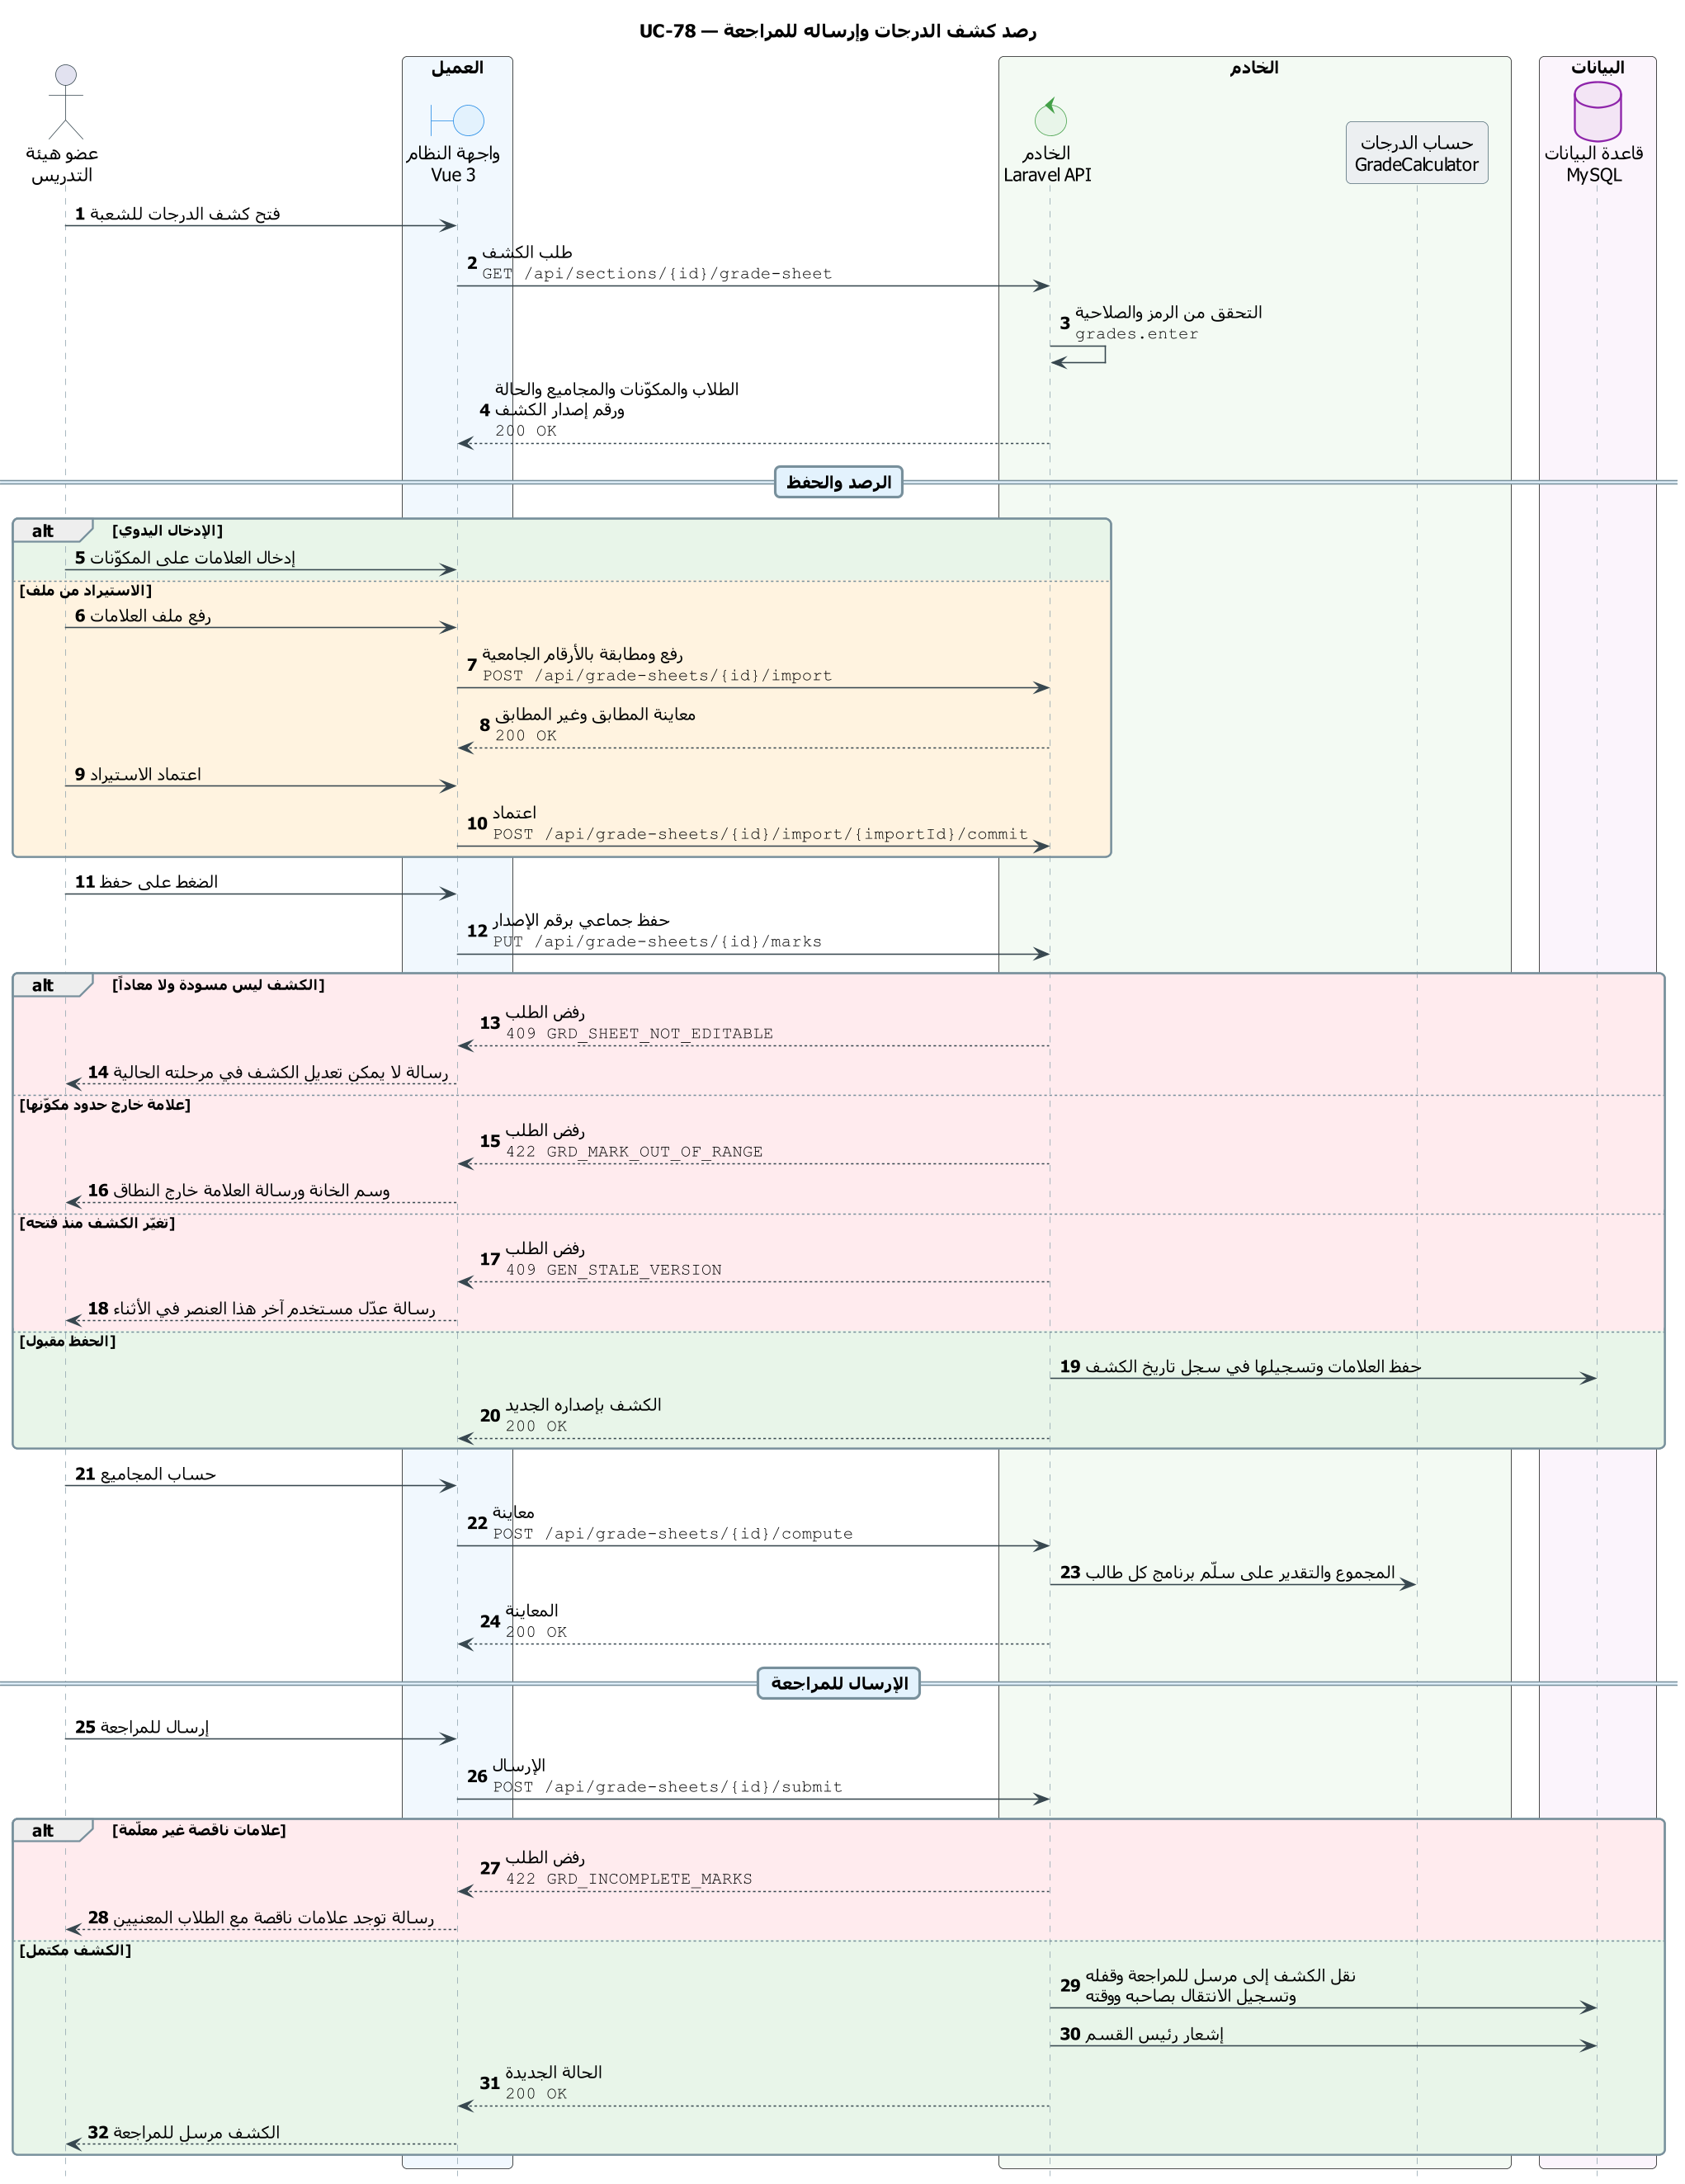 UC-78 — رصد كشف الدرجات وإرساله للمراجعة
العميل
الخادم
البيانات
عضو هيئة
التدريس
واجهة النظام
Vue 3
الخادم
Laravel API
حساب الدرجات
GradeCalculator
قاعدة البيانات
MySQL
1 فتح كشف الدرجات للشعبة
2 طلب الكشف
GET /api/sections/{id}/grade-sheet
3 التحقق من الرمز والصلاحية
grades.enter
4 الطلاب والمكوّنات والمجاميع والحالة
ورقم إصدار الكشف
200 OK
الرصد والحفظ
alt [الإدخال اليدوي]
5 إدخال العلامات على المكوّنات
[الاستيراد من ملف]
6 رفع ملف العلامات
7 رفع ومطابقة بالأرقام الجامعية
POST /api/grade-sheets/{id}/import
8 معاينة المطابق وغير المطابق
200 OK
9 اعتماد الاستيراد
10 اعتماد
POST /api/grade-sheets/{id}/import/{importId}/commit
11 الضغط على حفظ
12 حفظ جماعي برقم الإصدار
PUT /api/grade-sheets/{id}/marks
alt [الكشف ليس مسودة ولا معاداً]
13 رفض الطلب
409 GRD_SHEET_NOT_EDITABLE
14 رسالة لا يمكن تعديل الكشف في مرحلته الحالية
[علامة خارج حدود مكوّنها]
15 رفض الطلب
422 GRD_MARK_OUT_OF_RANGE
16 وسم الخانة ورسالة العلامة خارج النطاق
[تغيّر الكشف منذ فتحه]
17 رفض الطلب
409 GEN_STALE_VERSION
18 رسالة عدّل مستخدم آخر هذا العنصر في الأثناء
[الحفظ مقبول]
19 حفظ العلامات وتسجيلها في سجل تاريخ الكشف
20 الكشف بإصداره الجديد
200 OK
21 حساب المجاميع
22 معاينة
POST /api/grade-sheets/{id}/compute
23 المجموع والتقدير على سلّم برنامج كل طالب
24 المعاينة
200 OK
الإرسال للمراجعة
25 إرسال للمراجعة
26 الإرسال
POST /api/grade-sheets/{id}/submit
alt [علامات ناقصة غير معلّمة]
27 رفض الطلب
422 GRD_INCOMPLETE_MARKS
28 رسالة توجد علامات ناقصة مع الطلاب المعنيين
[الكشف مكتمل]
29 نقل الكشف إلى مرسل للمراجعة وقفله
وتسجيل الانتقال بصاحبه ووقته
30 إشعار رئيس القسم
31 الحالة الجديدة
200 OK
32 الكشف مرسل للمراجعة